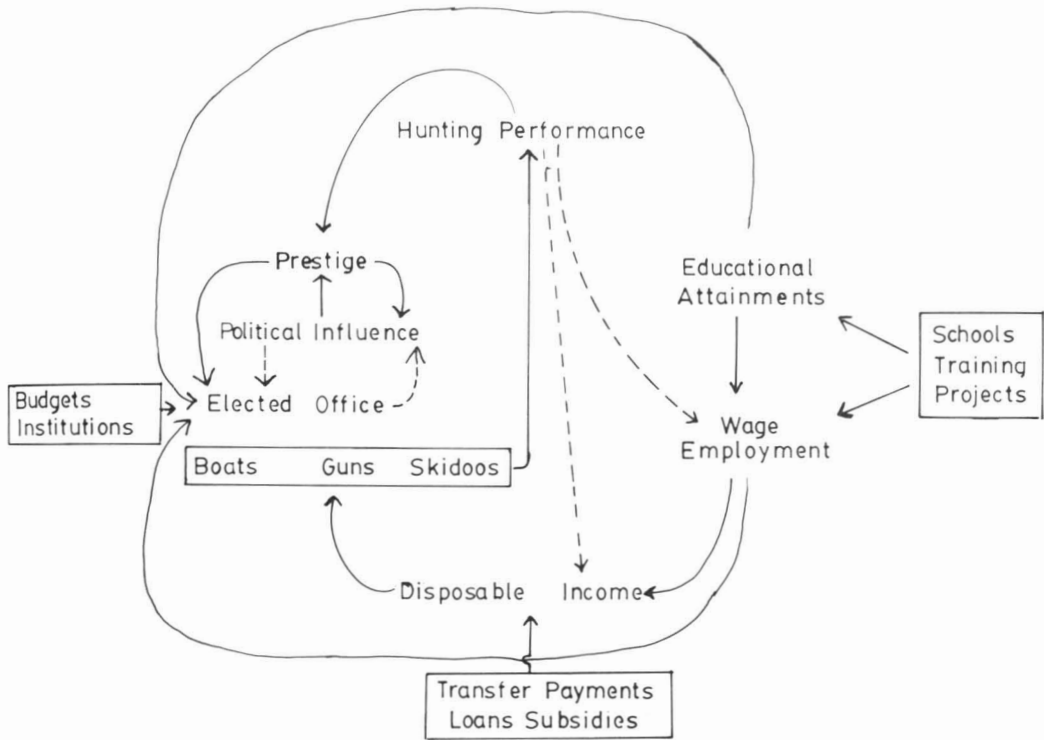 Hunting Performance
Prestige
Educational
Attainments
Political Influence
Schools
Training
Projects
Budgets
Institutions
Elected Office
Wage
Employment
Boats Guns Skidoos
Disposable Income
Transfer Payments
Loans Subsidies